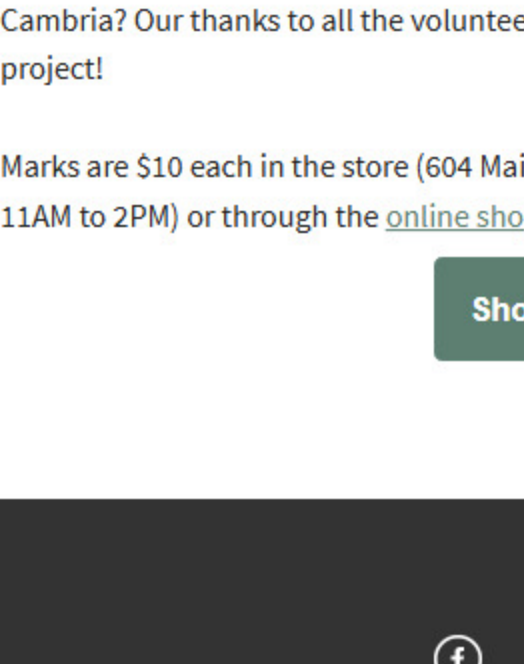 Cambria? Our thanks to all the voluntee
project!
Marks are $10 each in the store (604 Mai
11AM to 2PM) or through the online sho
Sho